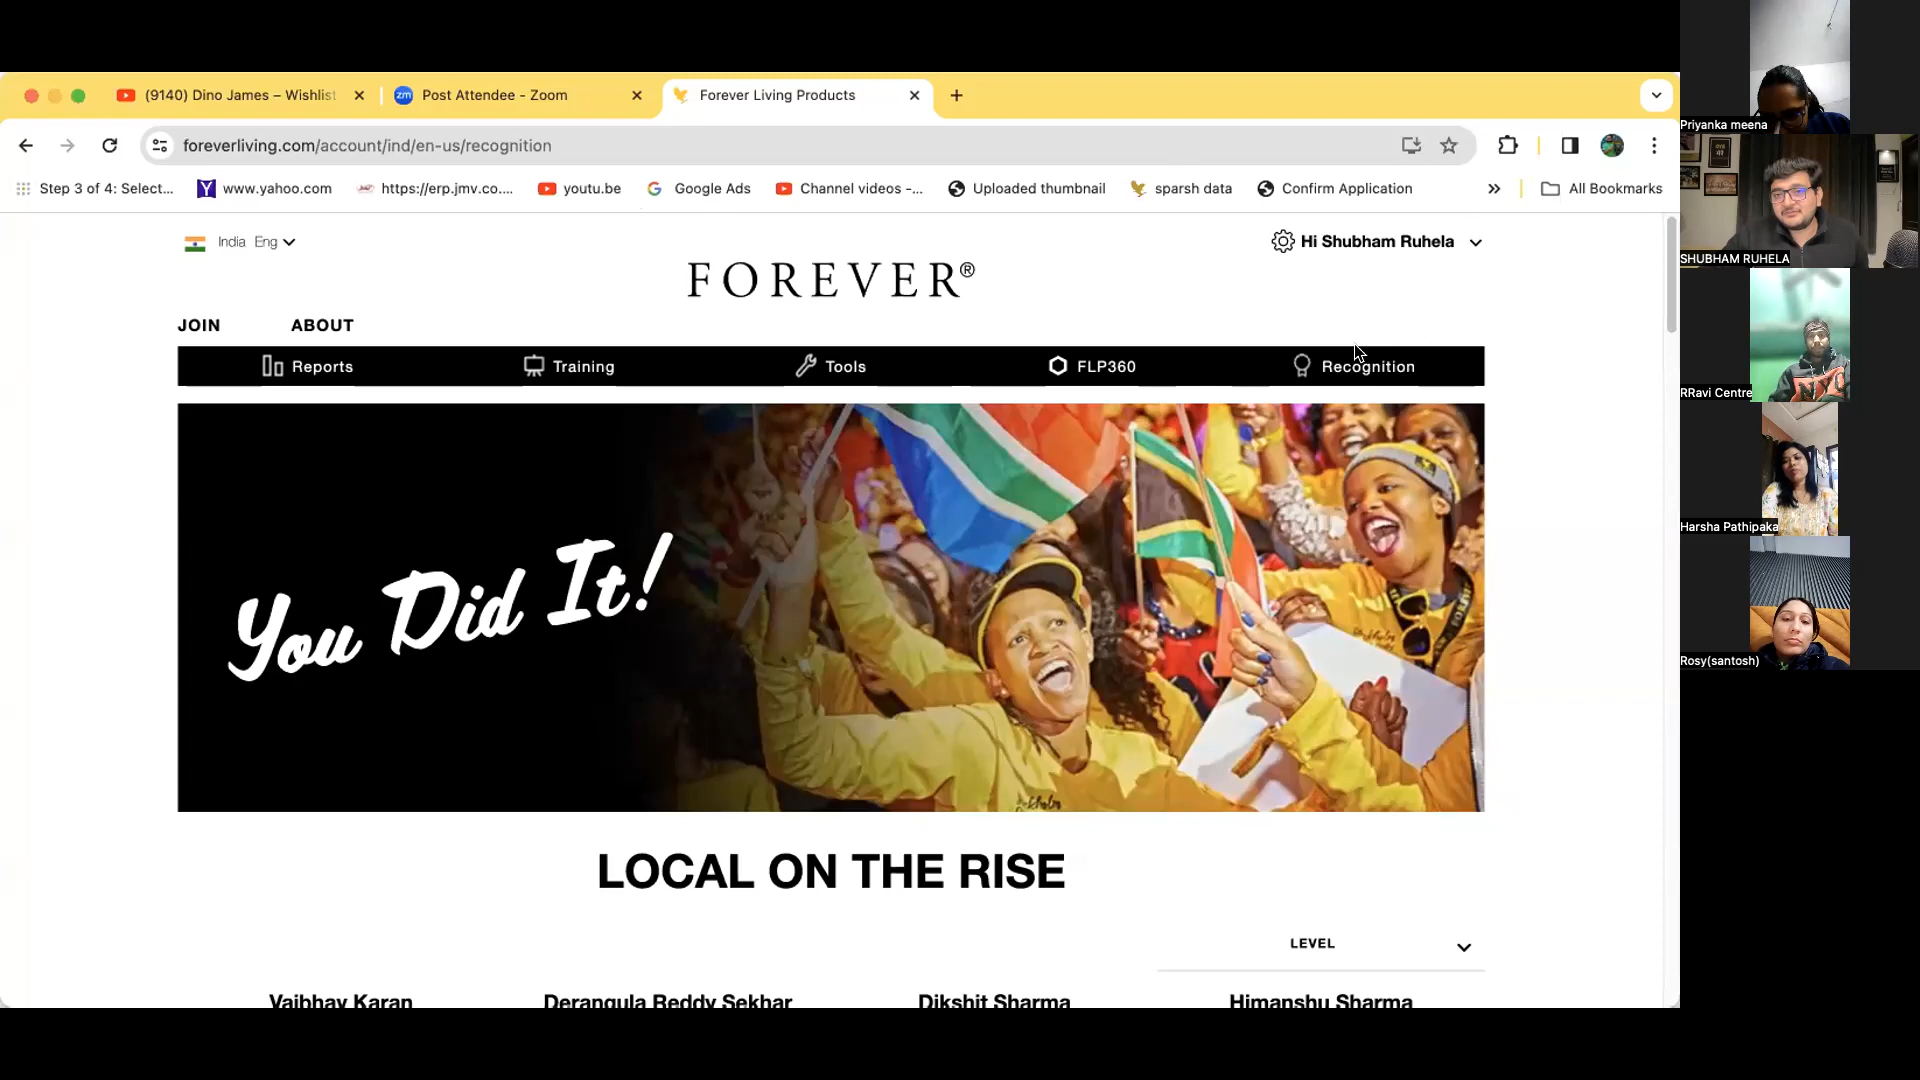 (9140) Dino James – Wishlist
Post Attendee - Zoom
Forever Living Products
foreverliving.com/account/ind/en-us/recognition
Step 3 of 4: Select...
www.yahoo.com
https://erp.jmv.co....
youtu.be
Google Ads
Channel videos -...
Uploaded thumbnail
sparsh data
Confirm Application
All Bookmarks
India Eng
Hi Shubham Ruhela
FOREVER®
JOIN
ABOUT
Reports
Training
Tools
FLP360
Recognition
You Did It!
LOCAL ON THE RISE
LEVEL
Vaibhav Karan
Derangula Reddy Sekhar
Dikshit Sharma
Himanshu Sharma
Priyanka meena
SHUBHAM RUHELA
RRavi Centre
Harsha Pathipaka
Rosy(santosh)